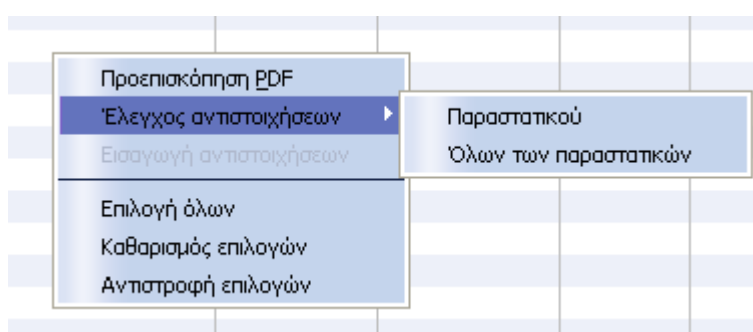 Προεπισκόπηση PDF
Έλεγχος αντιστοιχήσεων
Παραστατικού
Εισαγωγή αντιστοιχήσεων
Όλων των παραστατικών
Επιλογή όλων
Καθαρισμός επιλογών
Αντιστροφή επιλογών